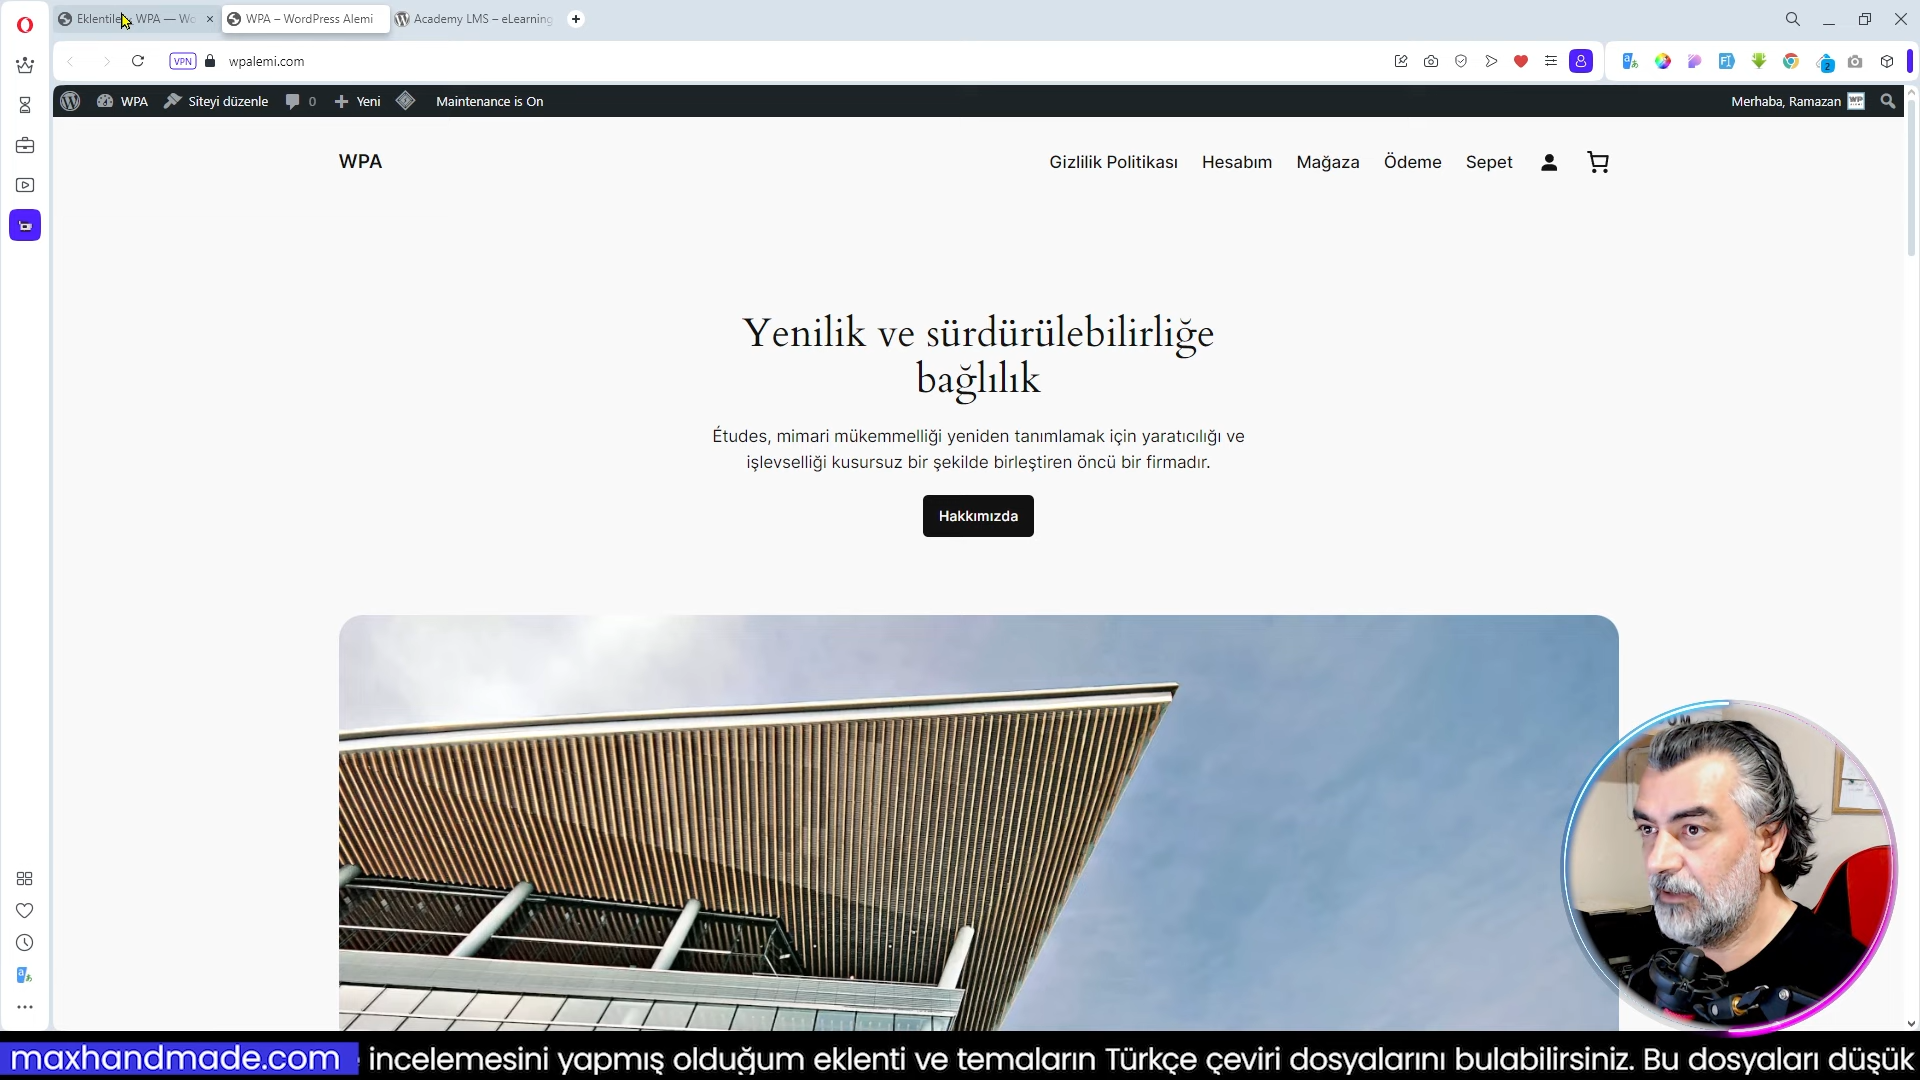 Eklentiler ‹ WPA — Wo
WPA – WordPress Alemi
Academy LMS – eLearning
VPN
wpalemi.com
WPA
Siteyi düzenle
0
Yeni
Maintenance is On
Merhaba, Ramazan
WPA
Gizlilik Politikası
Hesabım
Mağaza
Ödeme
Sepet
Yenilik ve sürdürülebilirliğe
bağlılık
Études, mimari mükemmelliği yeniden tanımlamak için yaratıcılığı ve
işlevselliği kusursuz bir şekilde birleştiren öncü bir firmadır.
Hakkımızda
maxhandmade.com
incelemesini yapmış olduğum eklenti ve temaların Türkçe çeviri dosyalarını bulabilirsiniz. Bu dosyaları düşük